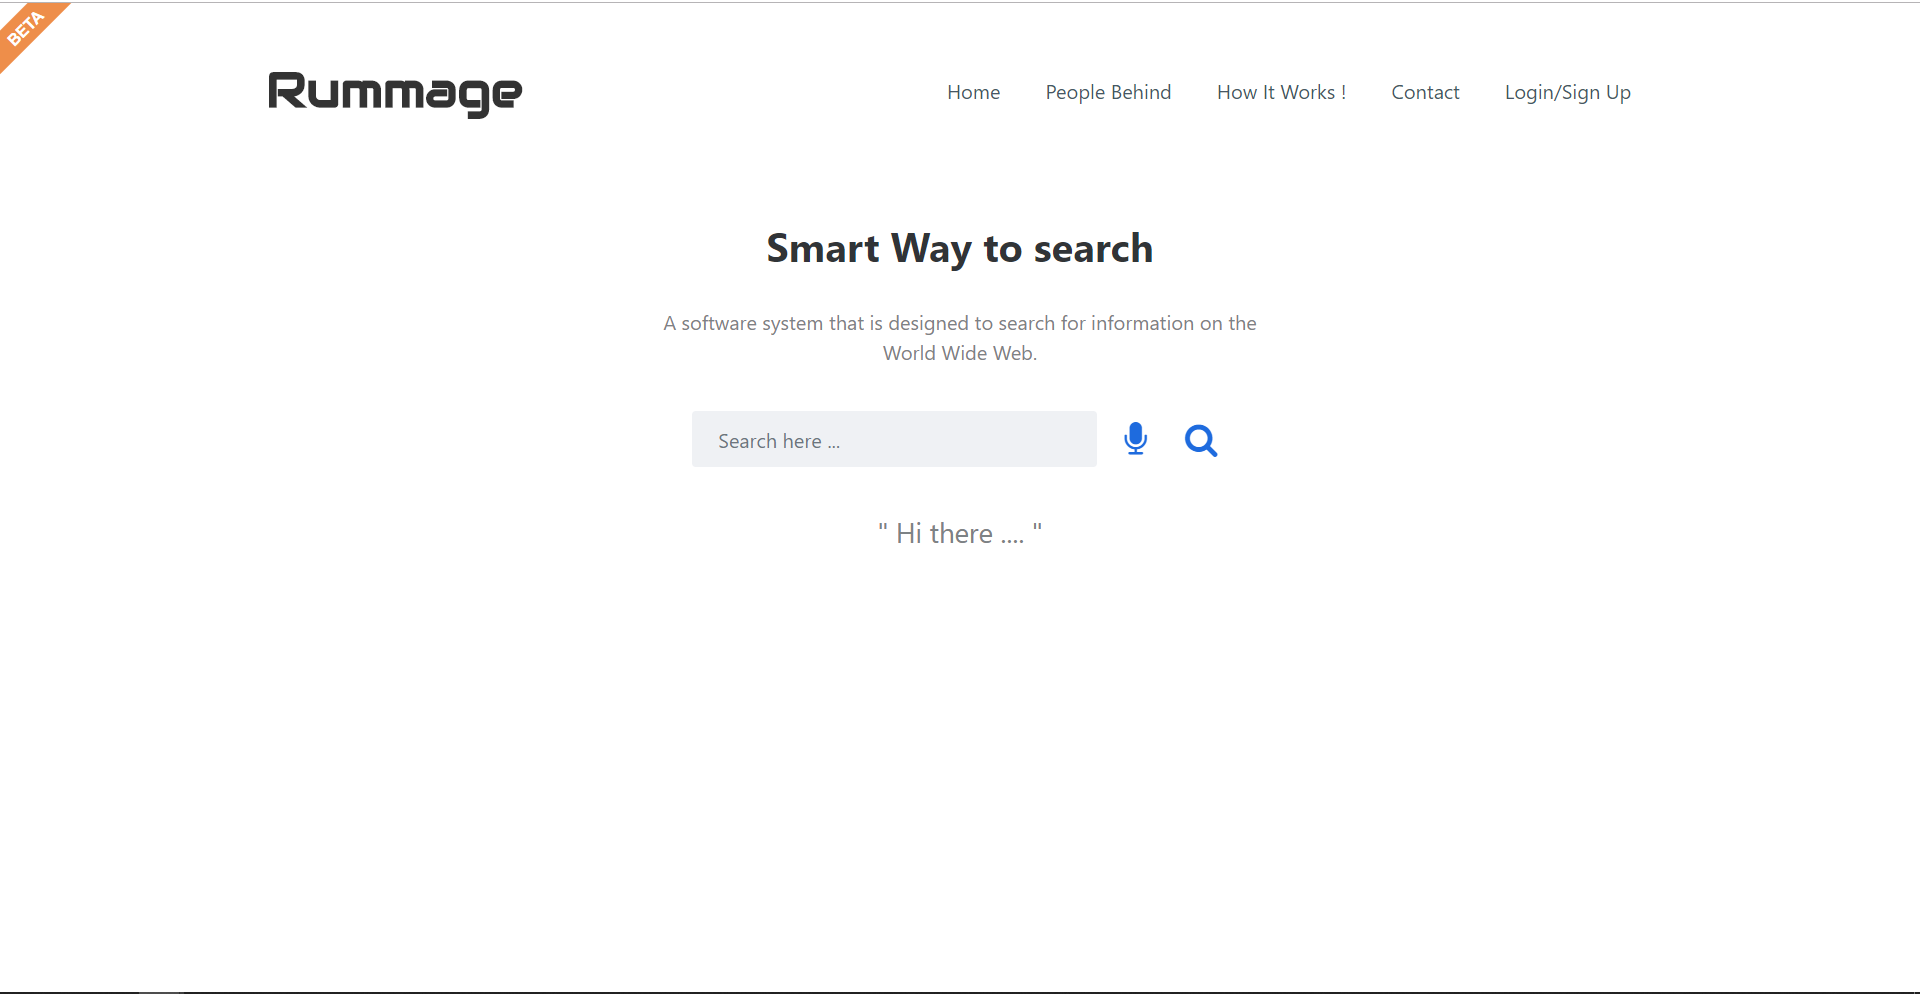 BETA
Rummage
Home People Behind How It Works ! Contact Login/Sign Up
Smart Way to search
A software system that is designed to search for information on the
World Wide Web.
Search here ...
" Hi there .... "